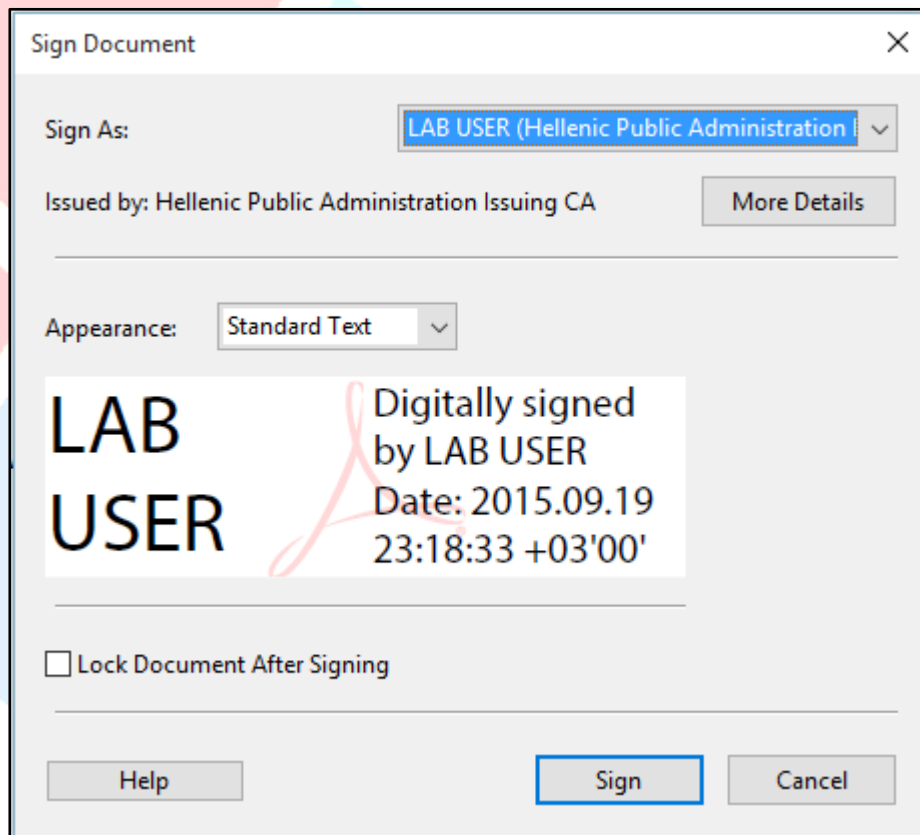 Sign Document
Sign As:
LAB USER (Hellenic Public Administration
Issued by: Hellenic Public Administration Issuing CA
More Details
Appearance:
Standard Text
LAB
USER
Digitally signed
by LAB USER
Date: 2015.09.19
23:18:33 +03'00'
Lock Document After Signing
Help
Sign
Cancel